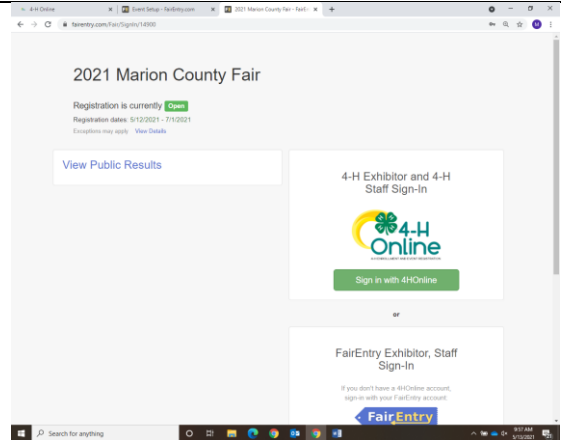 4-H Online
Event Setup - FairEntry.com
2021 Marion County Fair - FairE
fairentry.com/Fair/SignIn/14900
2021 Marion County Fair
Registration is currently Open
Registration dates: 5/12/2021 - 7/1/2021
Exceptions may apply View Details
View Public Results
4-H Exhibitor and 4-H
Staff Sign-In
4-H
Online
Sign in with 4HOnline
or
FairEntry Exhibitor, Staff
Sign-In
If you don't have a 4HOnline account,
sign-in with your FairEntry account
FairEntry
Search for anything
9:37 AM
5/13/2021